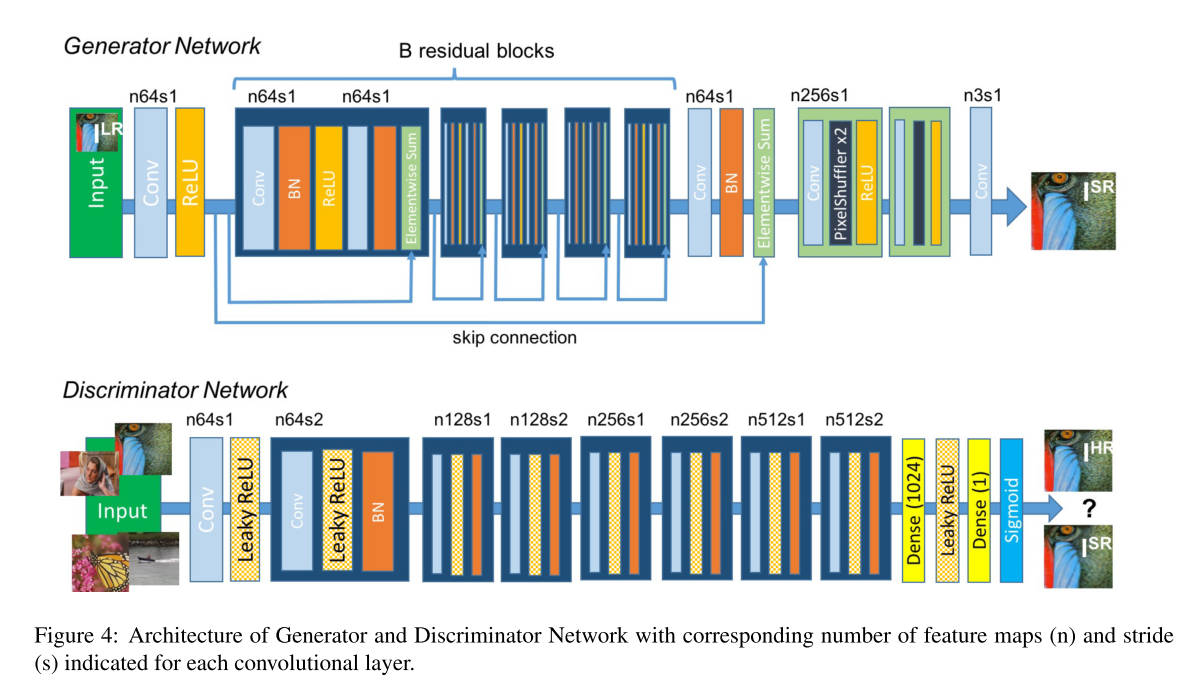 Generator Network
B residual blocks
n64s1
n64s1
n64s1
n64s1
n256s1
n3s1
I^LR
Input
Conv
ReLU
Conv
BN
ReLU
Elementwise Sum
Conv
BN
Elementwise Sum
Conv
PixelShuffler x2
ReLU
Conv
I^SR
skip connection
Discriminator Network
n64s1
n64s2
n128s1
n128s2
n256s1
n256s2
n512s1
n512s2
Input
Conv
Leaky ReLU
Conv
Leaky ReLU
BN
Dense (1024)
Leaky ReLU
Dense (1)
Sigmoid
I^HR
?
I^SR
Figure 4: Architecture of Generator and Discriminator Network with corresponding number of feature maps (n) and stride
(s) indicated for each convolutional layer.